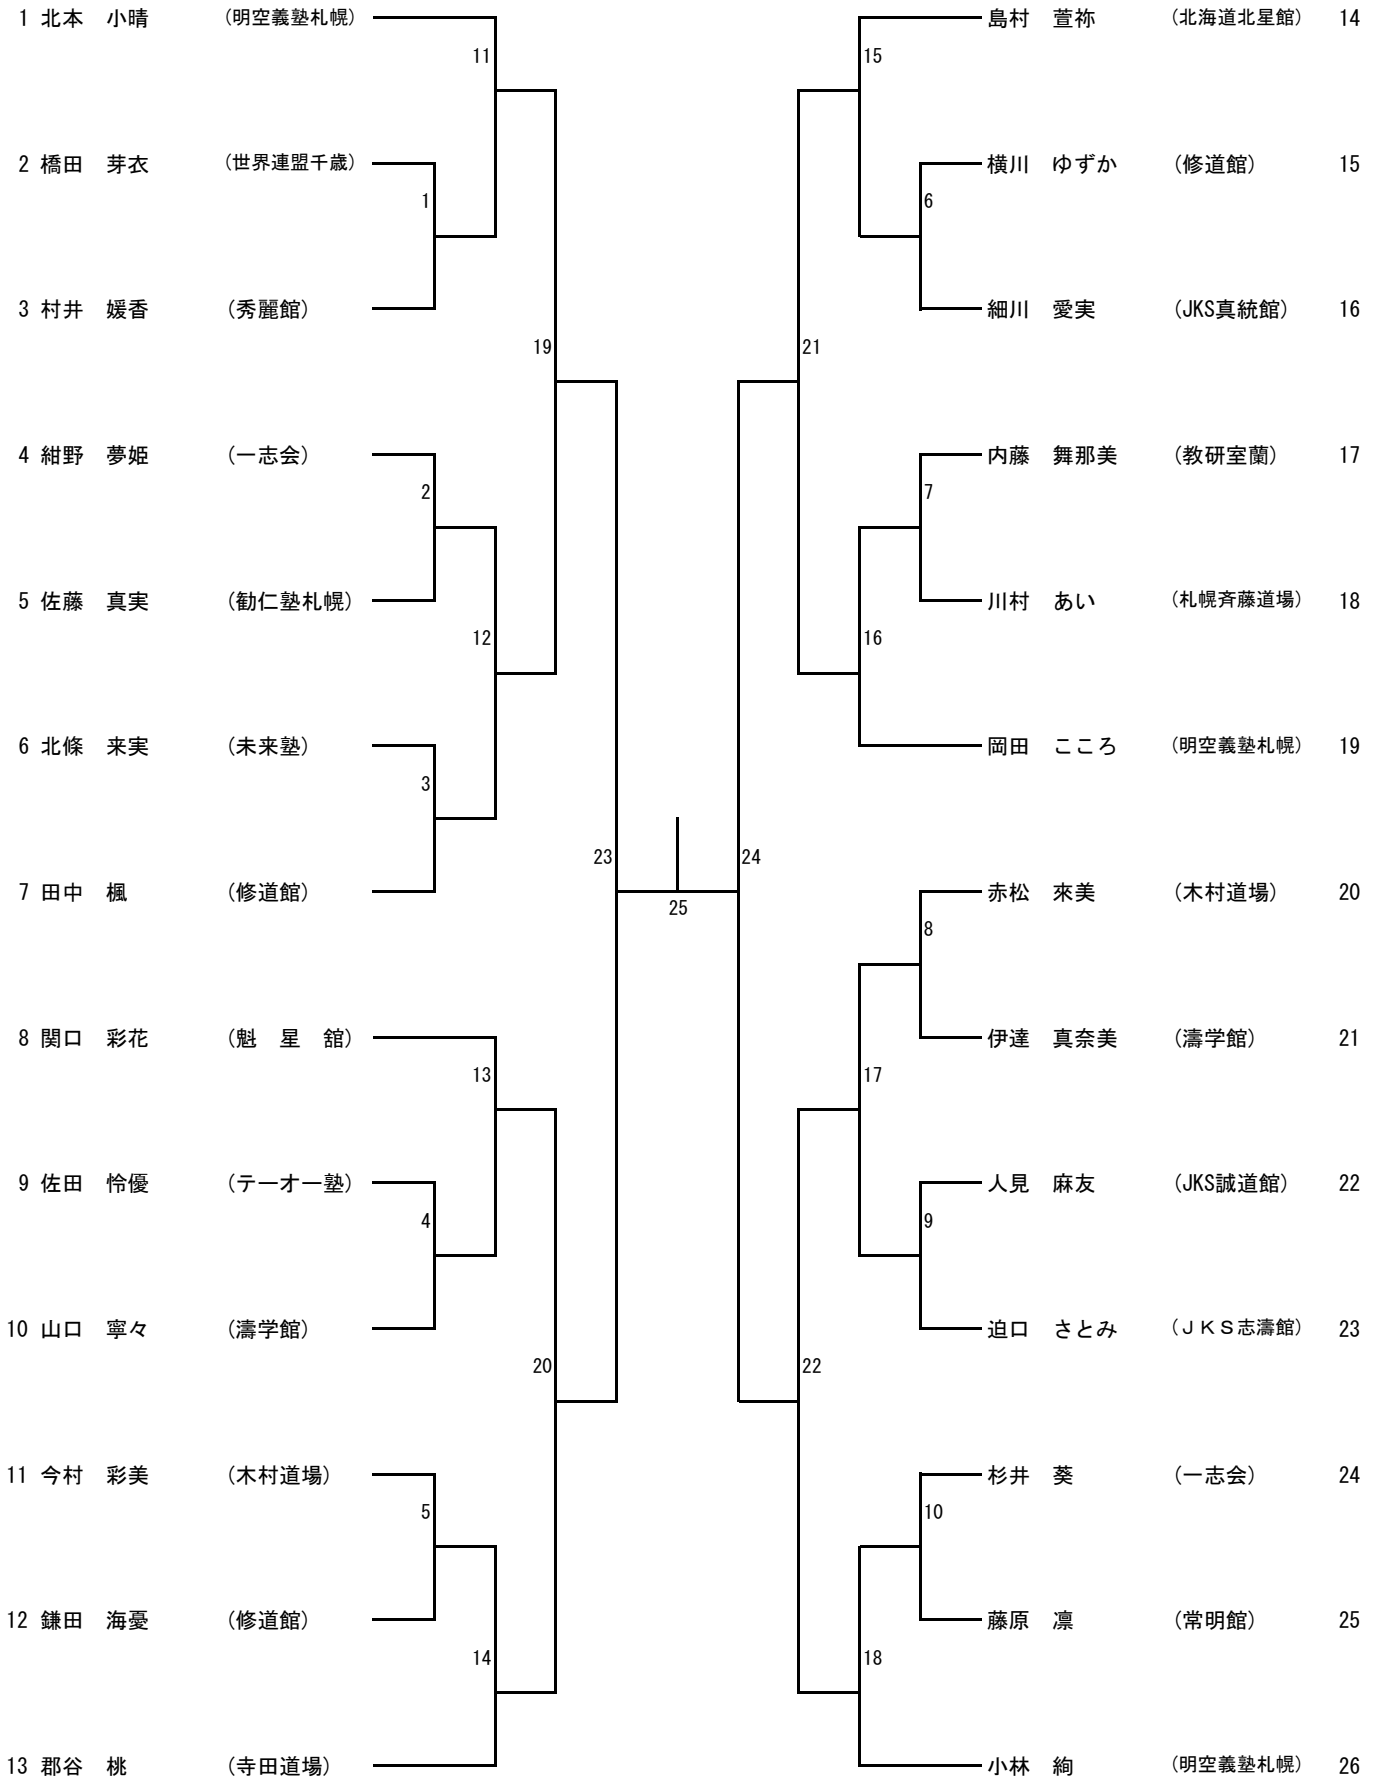 1 北本 小晴 (明空義塾札幌) 島村 萱祢 (北海道北星館) 14
11 15
2 橋田 芽衣 (世界連盟千歳) 横川 ゆずか (修道館) 15
1 6
3 村井 媛香 (秀麗館) 細川 愛実 (JKS真統館) 16
19 21
4 紺野 夢姫 (一志会) 内藤 舞那美 (教研室蘭) 17
2 7
5 佐藤 真実 (勧仁塾札幌) 川村 あい (札幌斉藤道場) 18
12 16
6 北條 来実 (未来塾) 岡田 こころ (明空義塾札幌) 19
3
23 24
7 田中 楓 (修道館) 赤松 來美 (木村道場) 20
25
8
8 関口 彩花 (魁 星 舘) 伊達 真奈美 (濤学館) 21
13 17
9 佐田 怜優 (テーオー塾) 人見 麻友 (JKS誠道館) 22
4 9
10 山口 寧々 (濤学館) 迫口 さとみ (JKS志濤館) 23
20 22
11 今村 彩美 (木村道場) 杉井 葵 (一志会) 24
5 10
12 鎌田 海憂 (修道館) 藤原 凛 (常明館) 25
14 18
13 郡谷 桃 (寺田道場) 小林 絢 (明空義塾札幌) 26